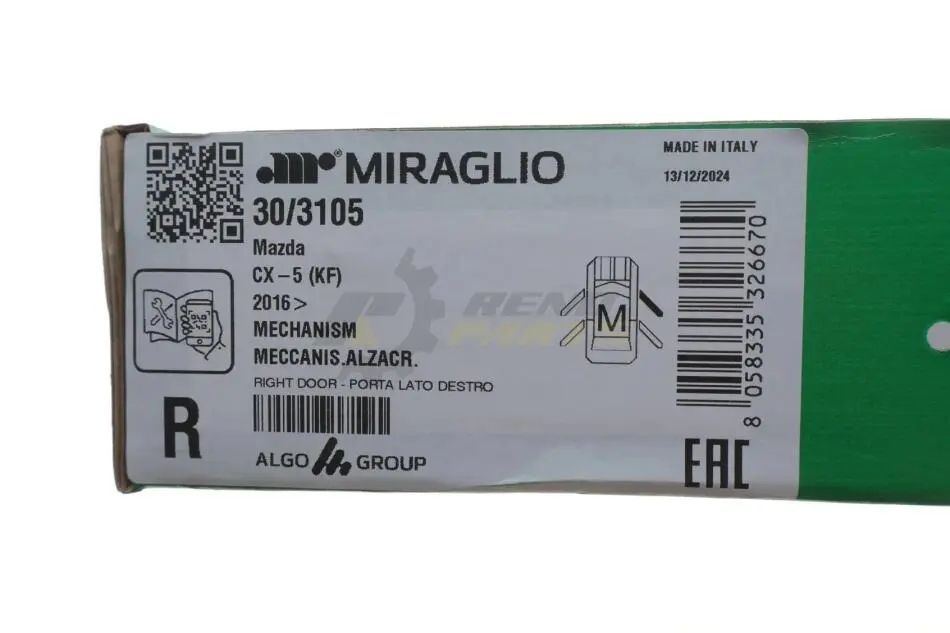 MIRAGLIO
MADE IN ITALY
13/12/2024
30/3105
Mazda
CX-5 (KF)
2016>
MECHANISM
MECCANIS.ALZACR.
RIGHT DOOR - PORTA LATO DESTRO
M
R
ALGO GROUP
8 058335 326670
EAC
PARTS